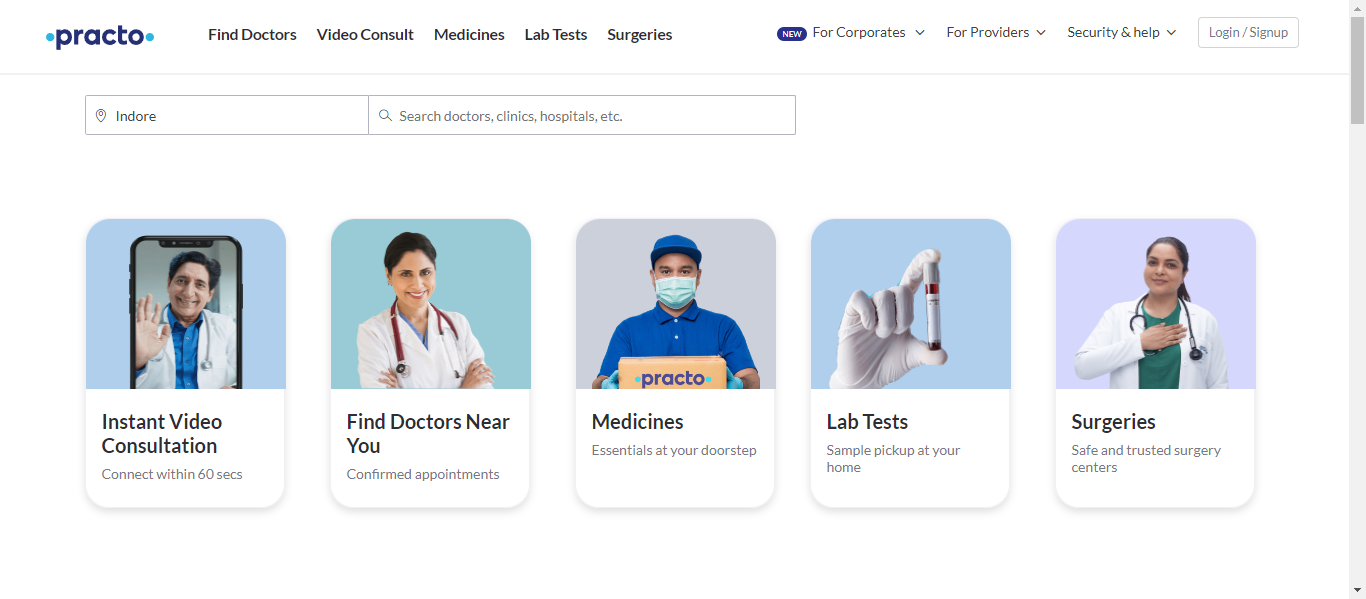 practo
Find Doctors
Video Consult
Medicines
Lab Tests
Surgeries
NEW
For Corporates
For Providers
Security & help
Login / Signup
Indore
Search doctors, clinics, hospitals, etc.
practo
Instant Video
Consultation
Connect within 60 secs
Find Doctors Near
You
Confirmed appointments
Medicines
Essentials at your doorstep
Lab Tests
Sample pickup at your
home
Surgeries
Safe and trusted surgery
centers